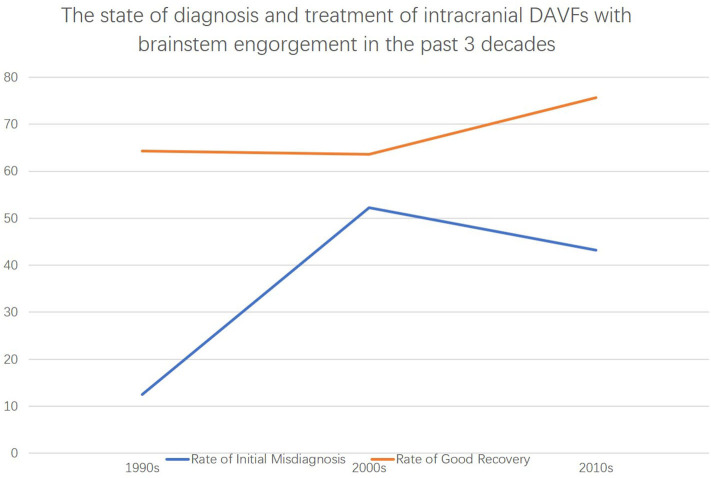 The state of diagnosis and treatment of intracranial DAVFs with
brainstem engorgement in the past 3 decades
80
70
60
50
40
30
20
10
0
Rate of Initial Misdiagnosis Rate of Good Recovery
1990s 2000s 2010s